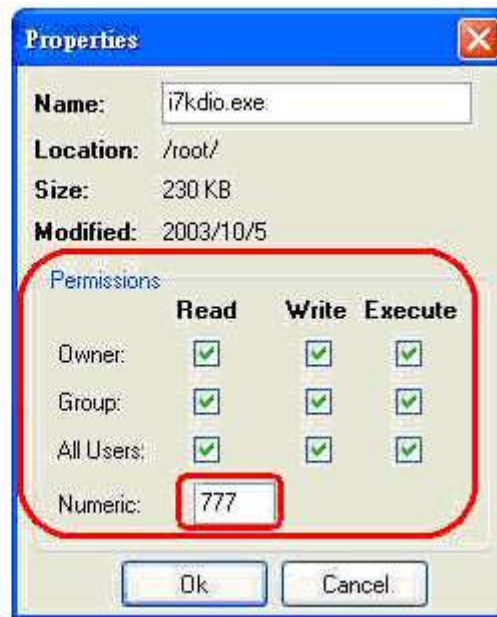 Properties
Name: i7kdio.exe
Location: /root/
Size: 230 KB
Modified: 2003/10/5
Permissions
Read Write Execute
Owner:
Group:
All Users:
Numeric: 777
Ok Cancel